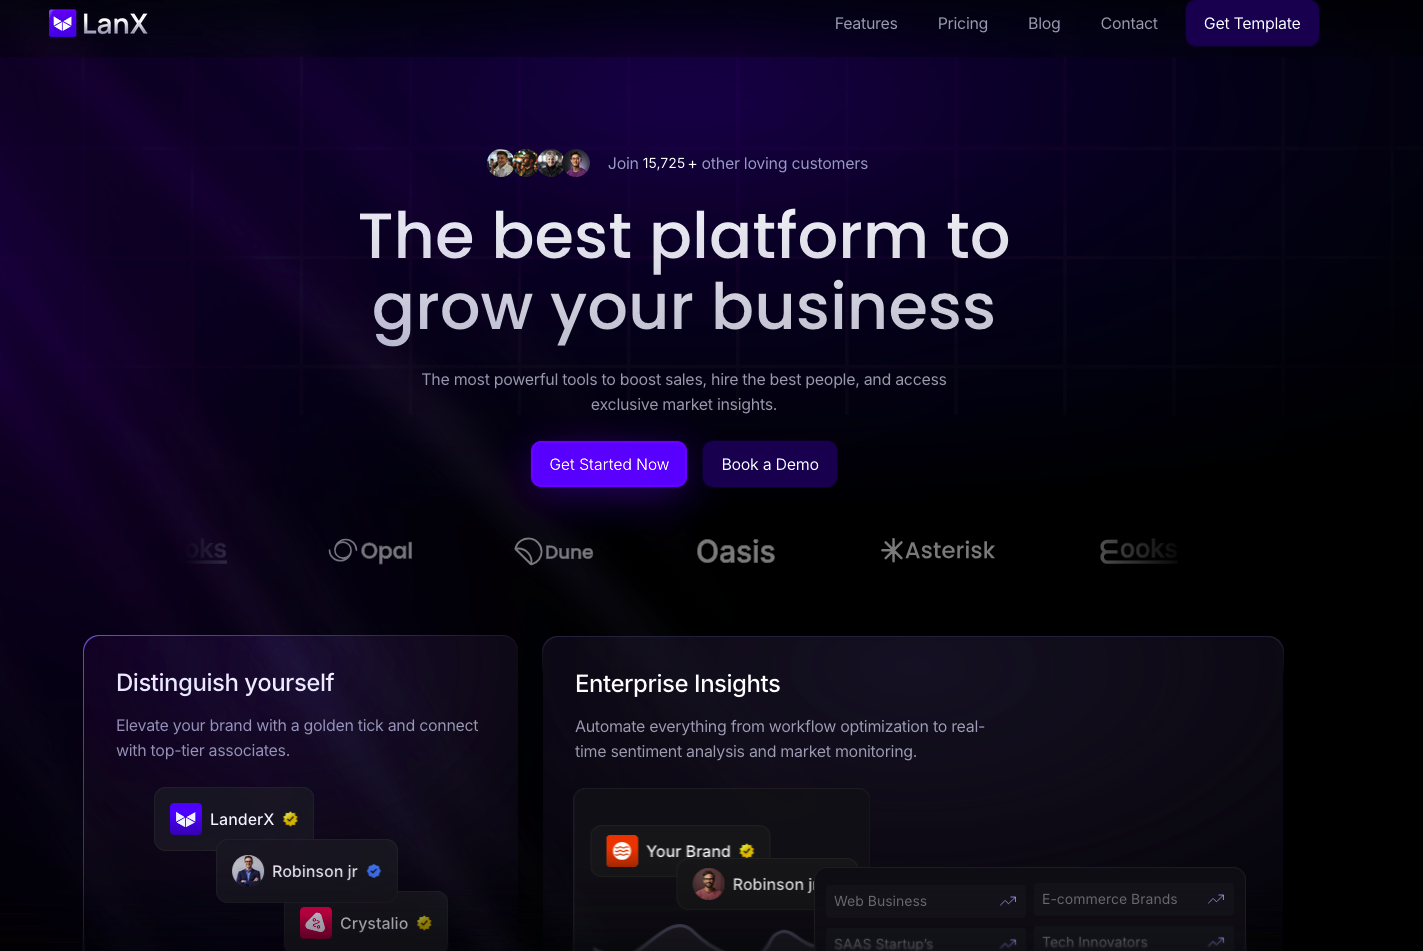 LanX
Features
Pricing
Blog
Contact
Get Template
Join 15,725 + other loving customers
The best platform to
grow your business
The most powerful tools to boost sales, hire the best people, and access
exclusive market insights.
Get Started Now
Book a Demo
oks
Opal
Dune
Oasis
Asterisk
Eooks
Distinguish yourself
Elevate your brand with a golden tick and connect
with top-tier associates.
LanderX
Robinson jr
Crystalio
Enterprise Insights
Automate everything from workflow optimization to real-
time sentiment analysis and market monitoring.
Your Brand
Robinson j
Web Business
E-commerce Brands
SAAS Startup's
Tech Innovators